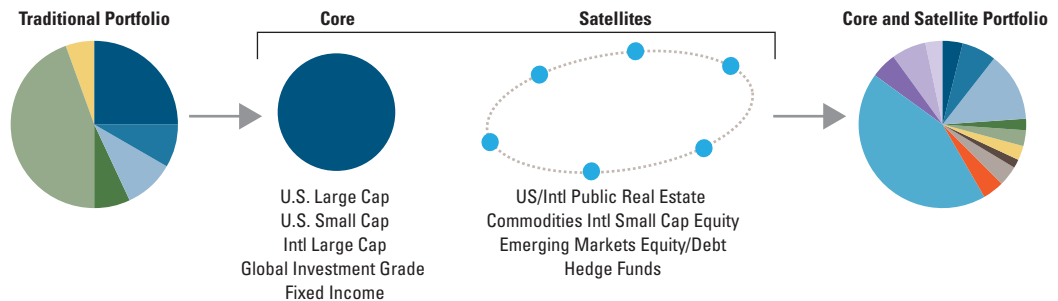 Traditional Portfolio
Core
Satellites
Core and Satellite Portfolio
U.S. Large Cap
U.S. Small Cap
Intl Large Cap
Global Investment Grade
Fixed Income
US/Intl Public Real Estate
Commodities Intl Small Cap Equity
Emerging Markets Equity/Debt
Hedge Funds